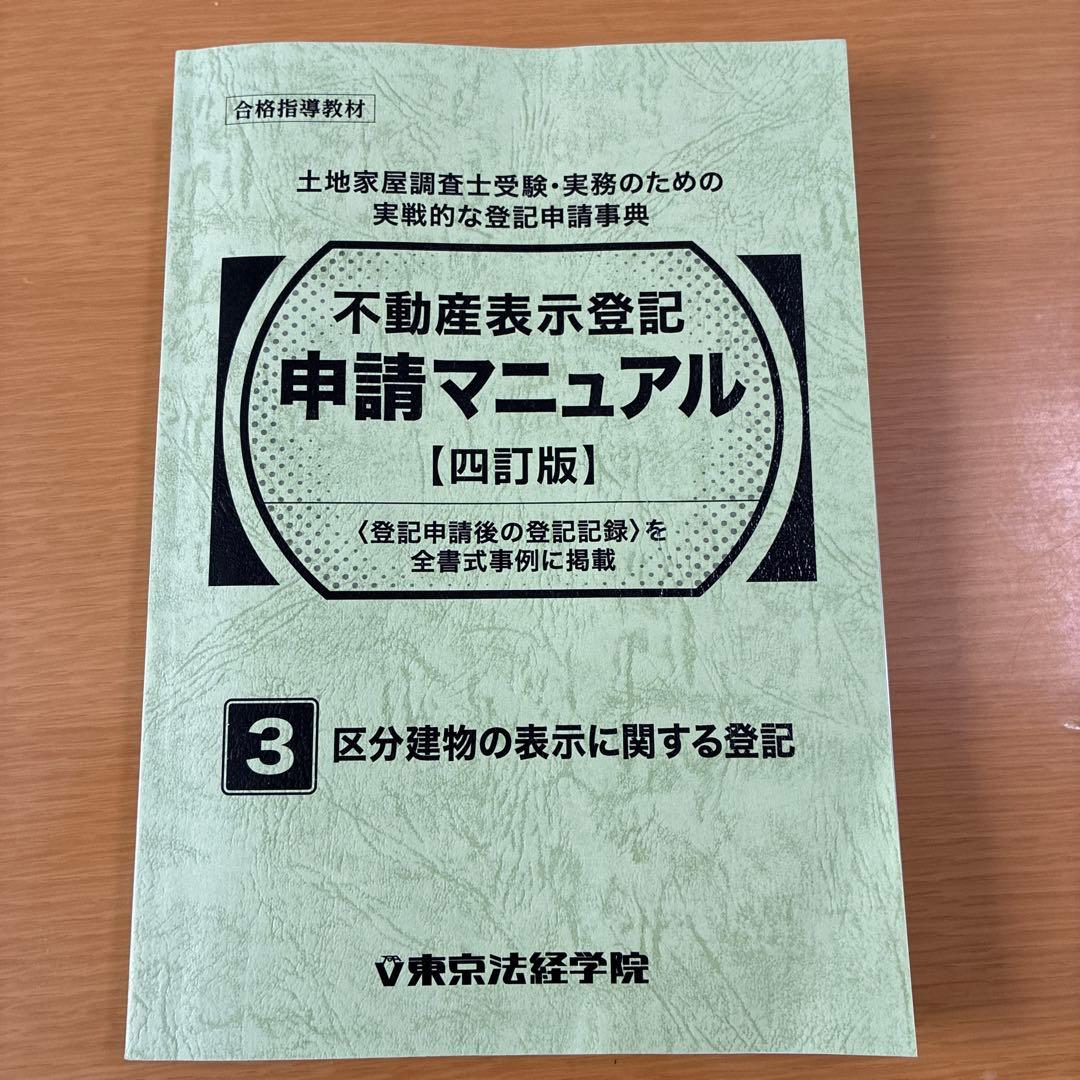 合格指導教材
土地家屋調査士受験・実務のための
実戦的な登記申請事典
不動産表示登記
申請マニュアル
【四訂版】
〈登記申請後の登記記録〉を
全書式事例に掲載
3 区分建物の表示に関する登記
東京法経学院